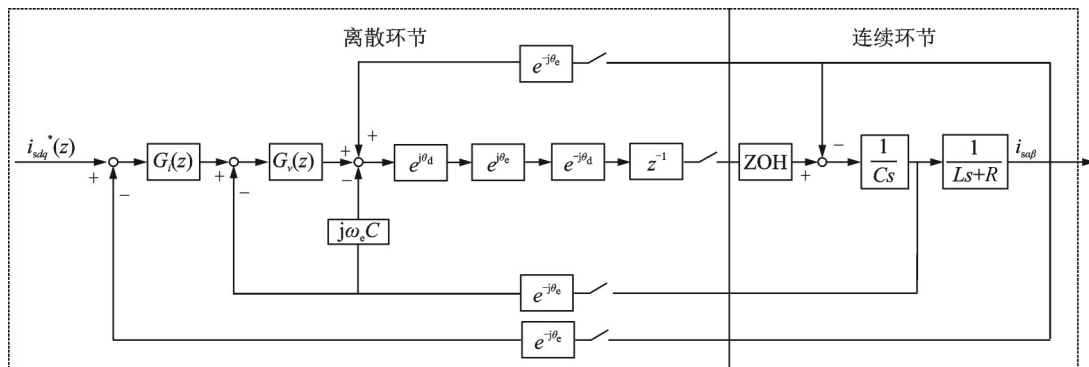 离散环节
连续环节
e^{-jθ_e}
i_{sdq}^*(z)
+
−
G_i(z)
+
−
G_v(z)
+
+
−
e^{jθ_d}
e^{jθ_e}
e^{-jθ_d}
z^{-1}
ZOH
+
−
1/Cs
1/(Ls+R)
i_{sαβ}
jω_eC
e^{-jθ_e}
e^{-jθ_e}